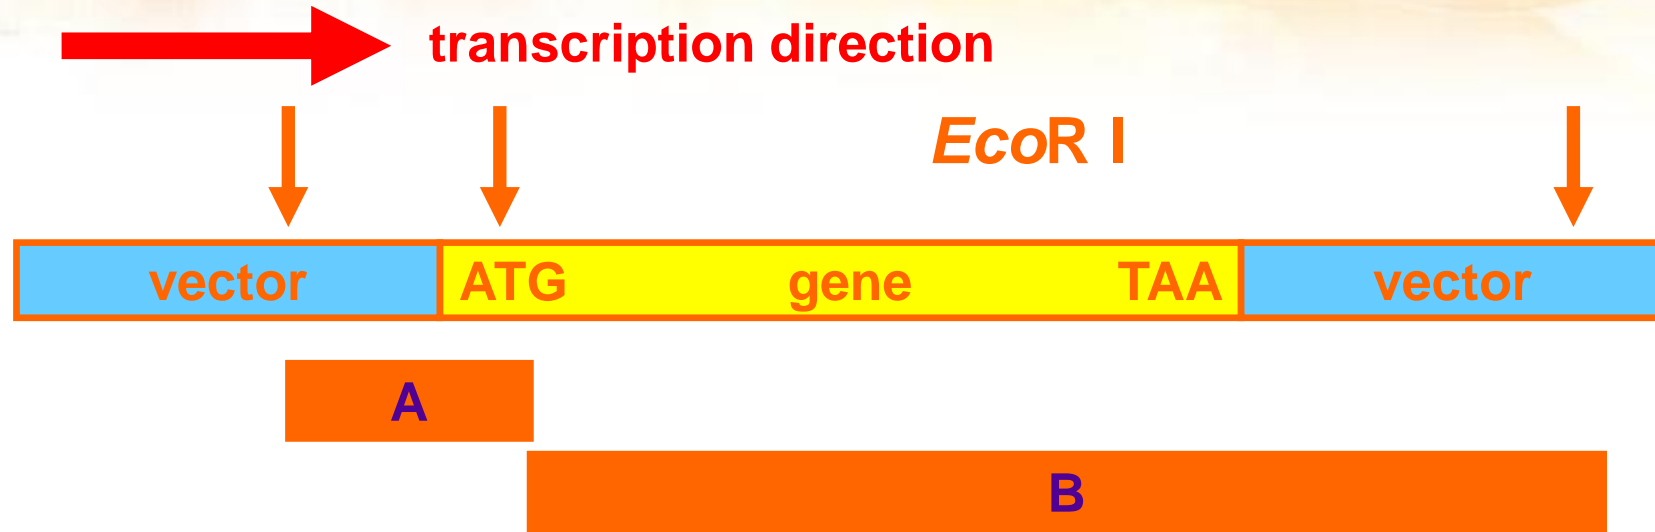 transcription direction
EcoR I
vector ATG gene TAA vector
A
B